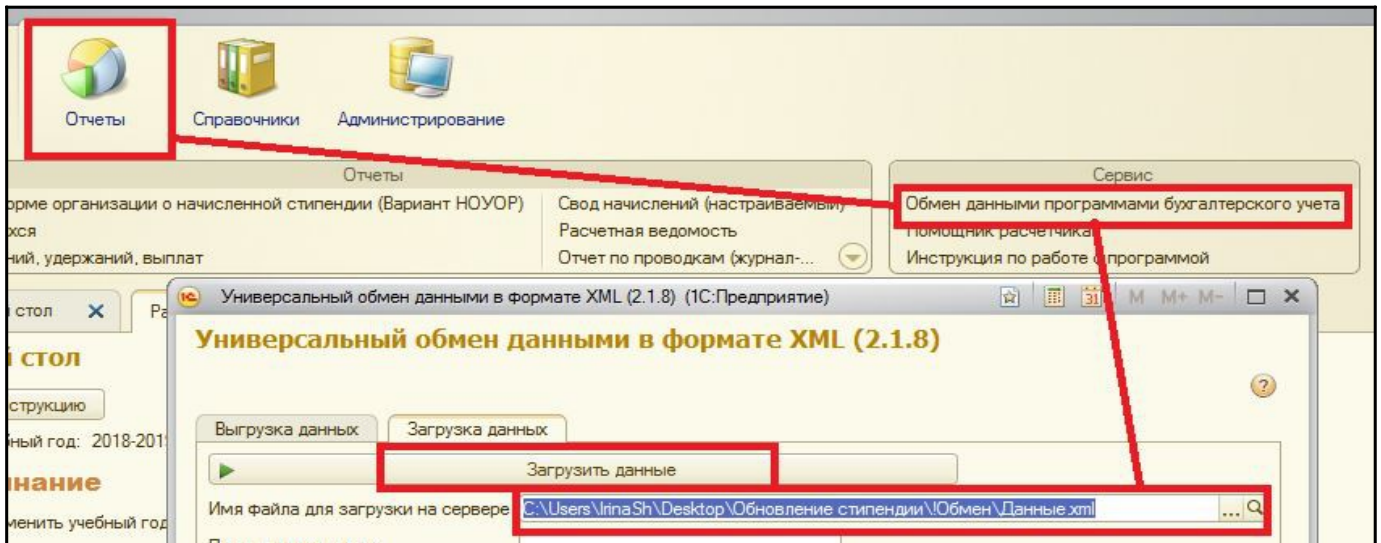 Отчеты Справочники Администрирование
Отчеты Сервис
орме организации о начисленной стипендии (Вариант НОУОР) Свод начислений (настраиваемый) Обмен данными программами бухгалтерского учета
хся Расчетная ведомость Помощник расчетчика
ний, удержаний, выплат Отчет по проводкам (журнал-... Инструкция по работе с программой
стол Ра Универсальный обмен данными в формате XML (2.1.8) (1С:Предприятие) 31 M M+ M-
й стол Универсальный обмен данными в формате XML (2.1.8)
?
струкцию
Выгрузка данных Загрузка данных
ный год: 2018-201
Загрузить данные
нание
Имя файла для загрузки на сервере C:\Users\IrinaSh\Desktop\Обновление стипендии\!Обмен\Данные.xml ...
менить учебный год